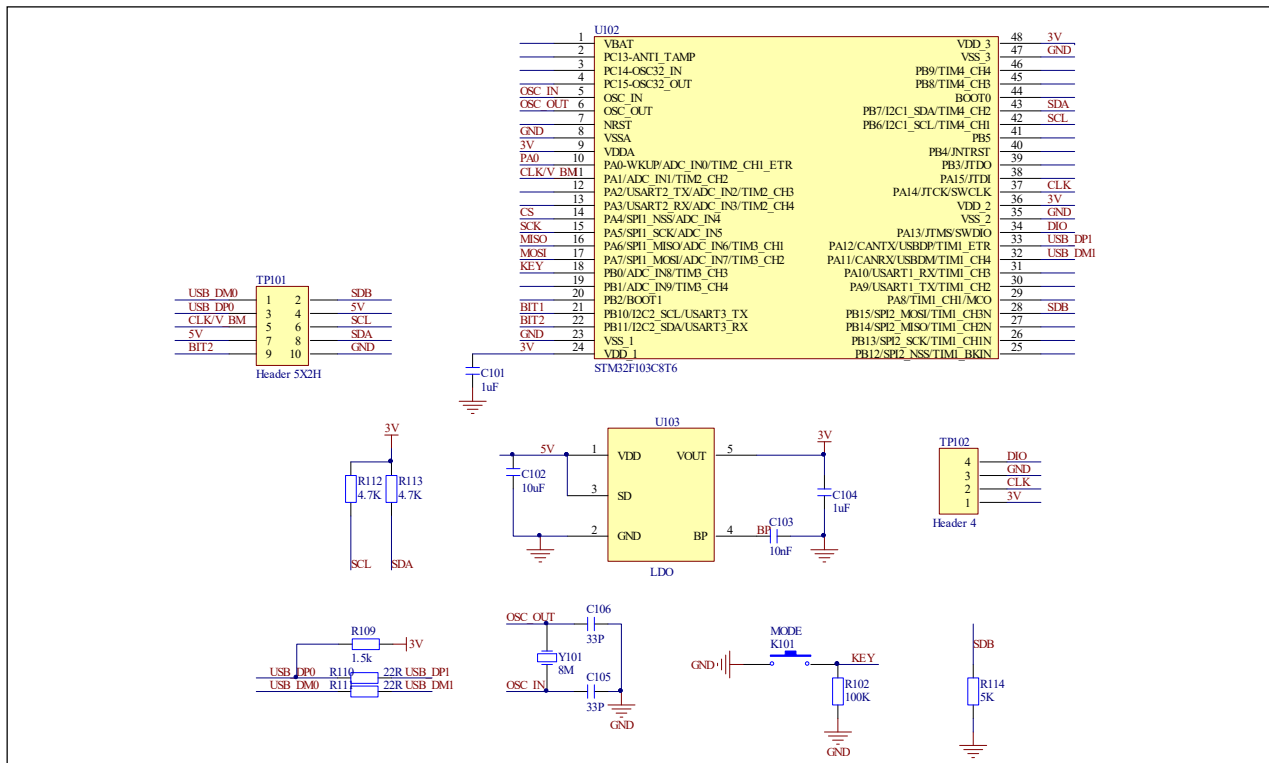 U102
1 VBAT VDD_3 48 3V
2 PC13-ANTI_TAMP VSS_3 47 GND
3 PC14-OSC32_IN PB9/TIM4_CH4 46
4 PC15-OSC32_OUT PB8/TIM4_CH3 45
OSC_IN 5 OSC_IN BOOT0 44
OSC_OUT 6 OSC_OUT PB7/I2C1_SDA/TIM4_CH2 43 SDA
7 NRST PB6/I2C1_SCL/TIM4_CH1 42 SCL
GND 8 VSSA PB5 41
3V 9 VDDA PB4/JNTRST 40
PA0 10 PA0-WKUP/ADC_IN0/TIM2_CH1_ETR PB3/JTDO 39
CLK/V_BM 11 PA1/ADC_IN1/TIM2_CH2 PA15/JTDI 38
12 PA2/USART2_TX/ADC_IN2/TIM2_CH3 PA14/JTCK/SWCLK 37 CLK
13 PA3/USART2_RX/ADC_IN3/TIM2_CH4 VDD_2 36 3V
CS 14 PA4/SPI1_NSS/ADC_IN4 VSS_2 35 GND
SCK 15 PA5/SPI1_SCK/ADC_IN5 PA13/JTMS/SWDIO 34 DIO
MISO 16 PA6/SPI1_MISO/ADC_IN6/TIM3_CH1 PA12/CANTX/USBDP/TIM1_ETR 33 USB_DP1
MOSI 17 PA7/SPI1_MOSI/ADC_IN7/TIM3_CH2 PA11/CANRX/USBDM/TIM1_CH4 32 USB_DM1
KEY 18 PB0/ADC_IN8/TIM3_CH3 PA10/USART1_RX/TIM1_CH3 31
19 PB1/ADC_IN9/TIM3_CH4 PA9/USART1_TX/TIM1_CH2 30
20 PB2/BOOT1 PA8/TIM1_CH1/MCO 29
BIT1 21 PB10/I2C2_SCL/USART3_TX PB15/SPI2_MOSI/TIM1_CH3N 28 SDB
BIT2 22 PB11/I2C2_SDA/USART3_RX PB14/SPI2_MISO/TIM1_CH2N 27
GND 23 VSS_1 PB13/SPI2_SCK/TIM1_CH1N 26
3V 24 VDD_1 PB12/SPI2_NSS/TIM1_BKIN 25
STM32F103C8T6
C101
1uF
TP101
USB_DM0 1 2 SDB
USB_DP0 3 4 5V
CLK/V_BM 5 6 SCL
5V 7 8 SDA
BIT2 9 10 GND
Header 5X2H
3V
R112 R113
4.7K 4.7K
SCL SDA
U103
5V 1 VDD VOUT 5 3V
C102
10uF
3 SD
C104
1uF
2 GND BP 4 BP C103
10nF
LDO
TP102
4 DIO
3 GND
2 CLK
1 3V
Header 4
R109
3V
1.5k
USB_DP0 R110 22R USB_DP1
USB_DM0 R111 22R USB_DM1
C106
OSC_OUT
33P
Y101
8M
C105
OSC_IN
33P
GND
MODE
K101
GND KEY
R102
100K
GND
SDB
R114
5K